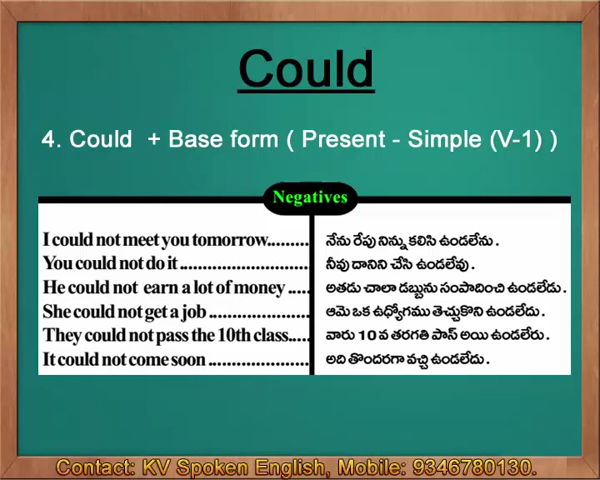 Could
4. Could + Base form ( Present - Simple (V-1) )
Negatives
I could not meet you tomorrow......... నేను రేపు నిన్ను కలిసి ఉండలేను.
You could not do it ............................ నీవు దానిని చేసి ఉండలేవు.
He could not earn a lot of money ..... అతడు చాలా డబ్బును సంపాదించి ఉండలేడు.
She could not get a job ...................... ఆమె ఒక ఉద్యోగము తెచ్చుకొని ఉండలేదు.
They could not pass the 10th class..... వారు 10 వ తరగతి పాస్ అయి ఉండలేరు.
It could not come soon ...................... అది తొందరగా వచ్చి ఉండలేదు.
Contact: KV Spoken English, Mobile: 9346780130.